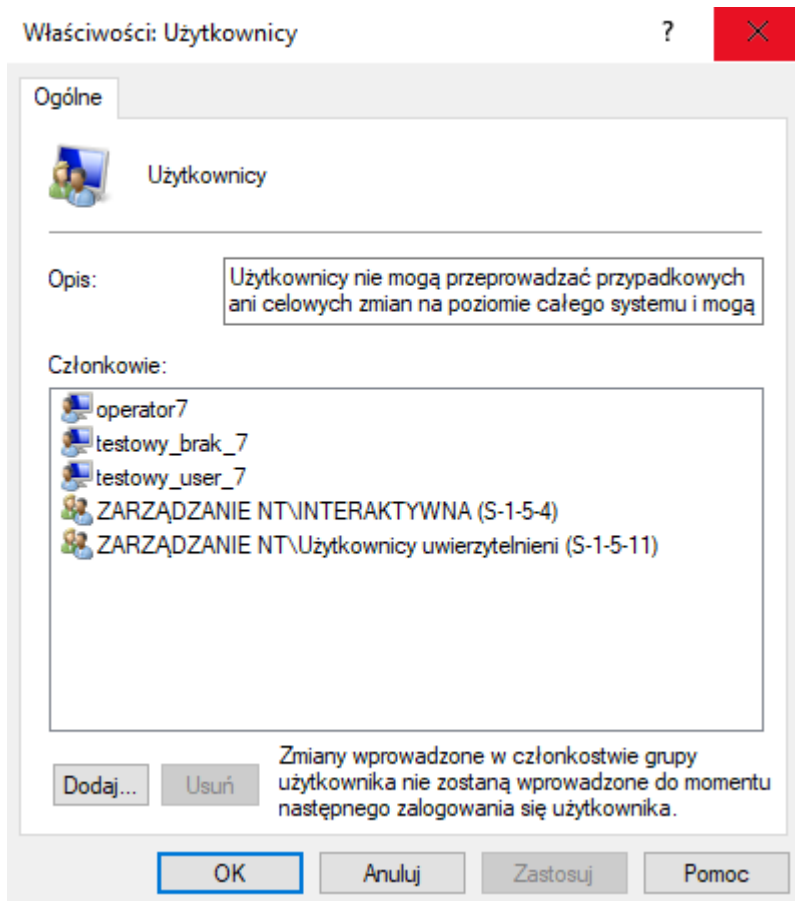 Właściwości: Użytkownicy
?
Ogólne
Użytkownicy
Opis:
Użytkownicy nie mogą przeprowadzać przypadkowych
ani celowych zmian na poziomie całego systemu i mogą
Członkowie:
operator7
testowy_brak_7
testowy_user_7
ZARZĄDZANIE NT\INTERAKTYWNA (S-1-5-4)
ZARZĄDZANIE NT\Użytkownicy uwierzytelnieni (S-1-5-11)
Dodaj...
Usuń
Zmiany wprowadzone w członkostwie grupy
użytkownika nie zostaną wprowadzone do momentu
następnego zalogowania się użytkownika.
OK
Anuluj
Zastosuj
Pomoc